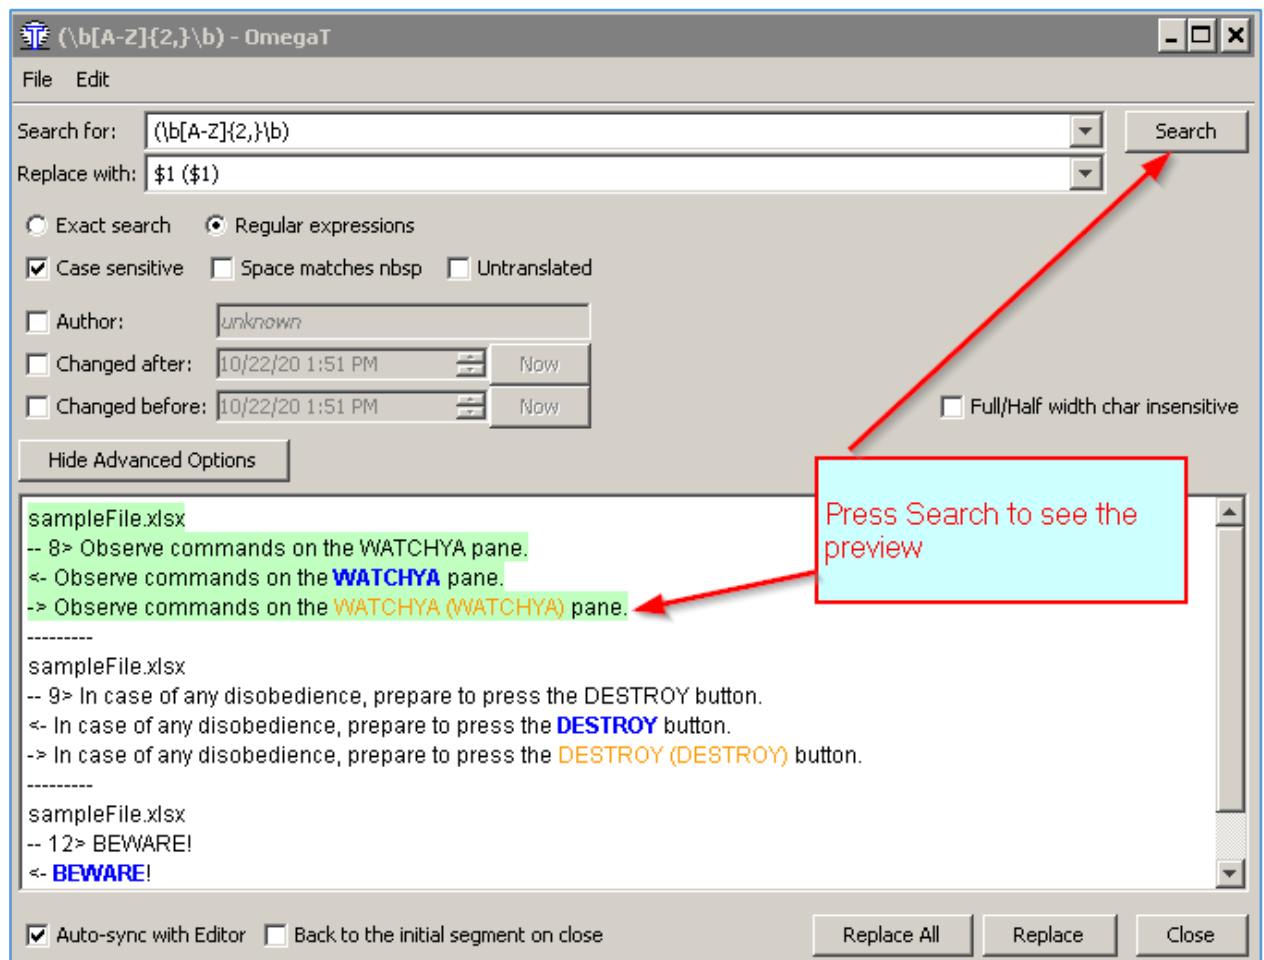 (\b[A-Z]{2,}\b) - OmegaT
File Edit
Search for: (\b[A-Z]{2,}\b) Search
Replace with: $1 ($1)
Exact search Regular expressions
Case sensitive Space matches nbsp Untranslated
Author: unknown
Changed after: 10/22/20 1:51 PM Now
Changed before: 10/22/20 1:51 PM Now Full/Half width char insensitive
Hide Advanced Options
Press Search to see the
preview
sampleFile.xlsx
-- 8> Observe commands on the WATCHYA pane.
<- Observe commands on the WATCHYA pane.
-> Observe commands on the WATCHYA (WATCHYA) pane.
---------
sampleFile.xlsx
-- 9> In case of any disobedience, prepare to press the DESTROY button.
<- In case of any disobedience, prepare to press the DESTROY button.
-> In case of any disobedience, prepare to press the DESTROY (DESTROY) button.
---------
sampleFile.xlsx
-- 12> BEWARE!
<- BEWARE!
Auto-sync with Editor Back to the initial segment on close Replace All Replace Close